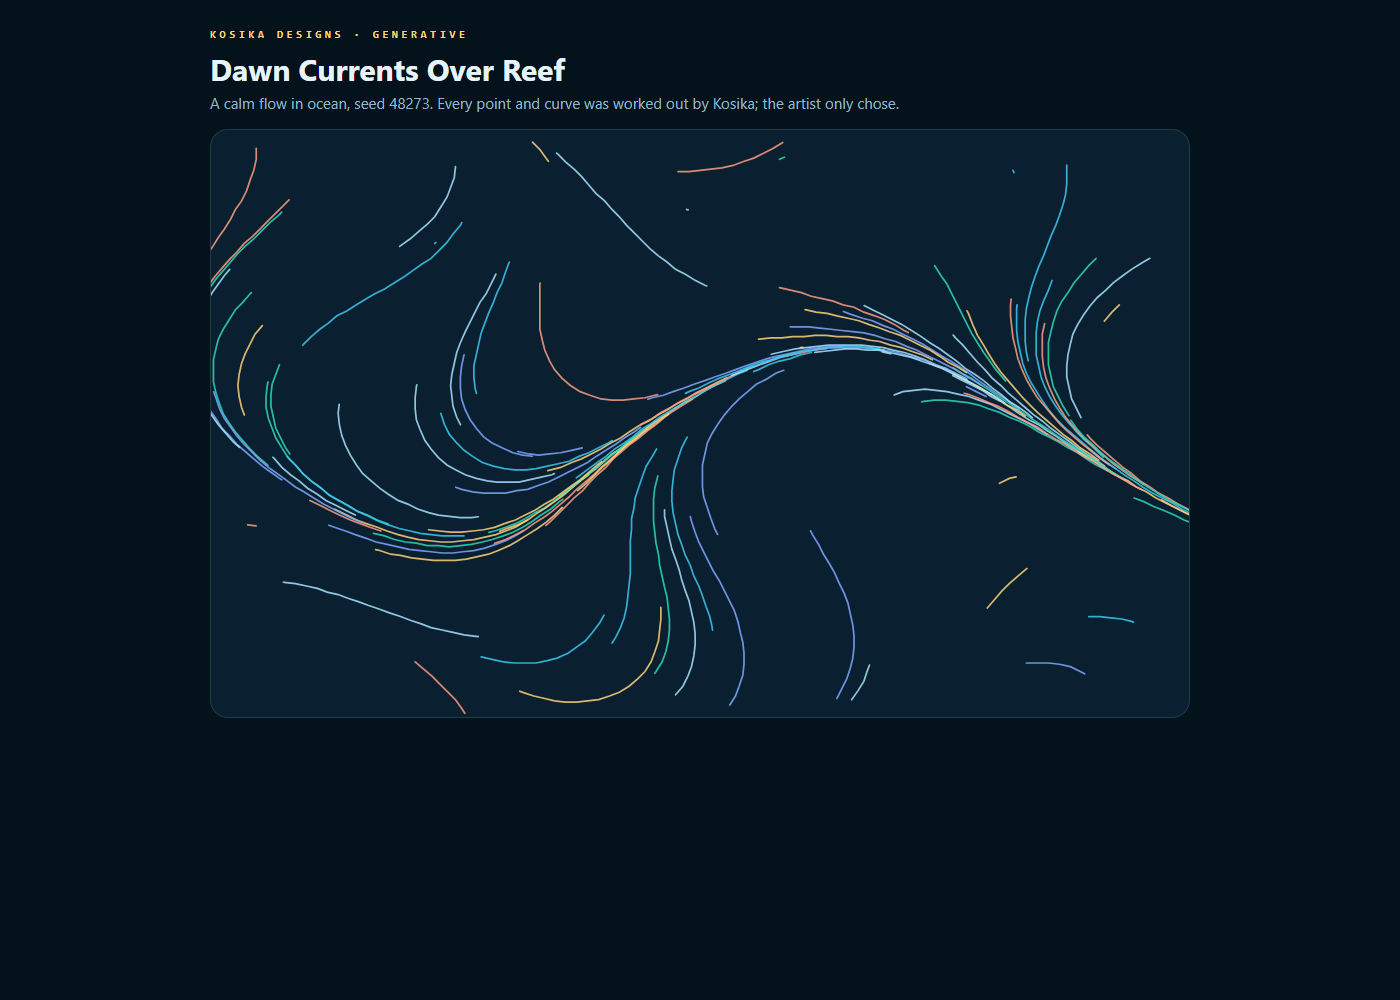 KOSIKA DESIGNS · GENERATIVE
Dawn Currents Over Reef
A calm flow in ocean, seed 48273. Every point and curve was worked out by Kosika; the artist only chose.